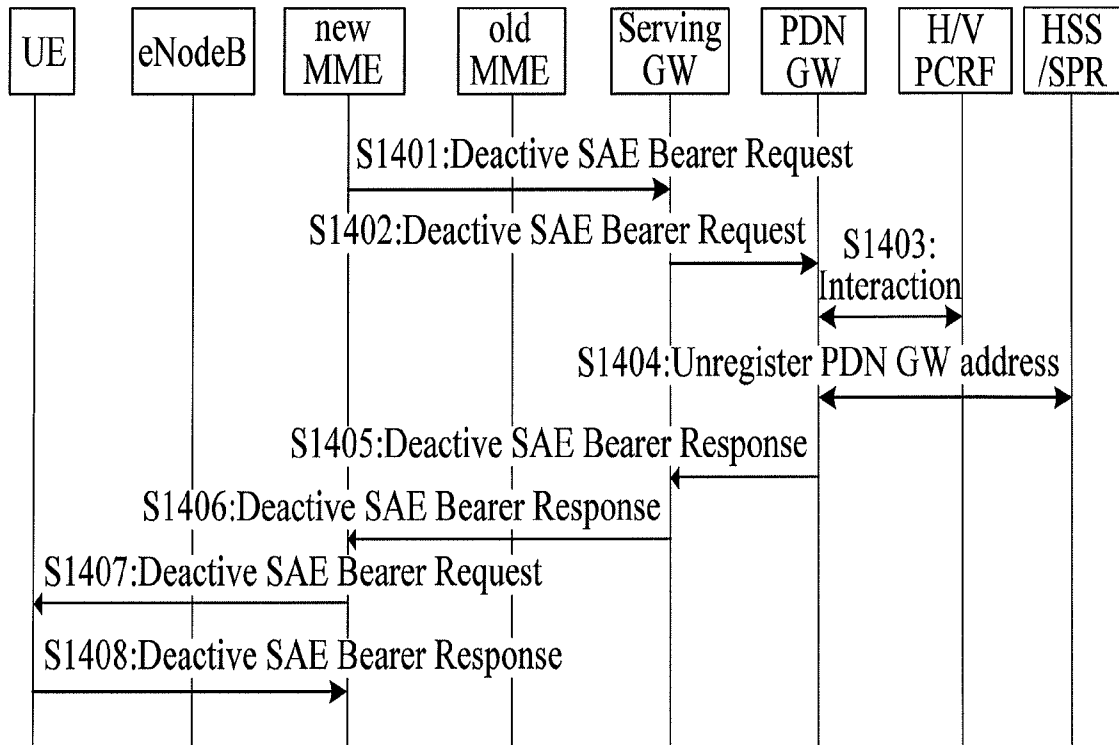 UE
eNodeB
new
MME
old
MME
Serving
GW
PDN
GW
H/V
PCRF
HSS
/SPR
S1401:Deactive SAE Bearer Request
S1402:Deactive SAE Bearer Request
S1403:
Interaction
S1404:Unregister PDN GW address
S1405:Deactive SAE Bearer Response
S1406:Deactive SAE Bearer Response
S1407:Deactive SAE Bearer Request
S1408:Deactive SAE Bearer Response